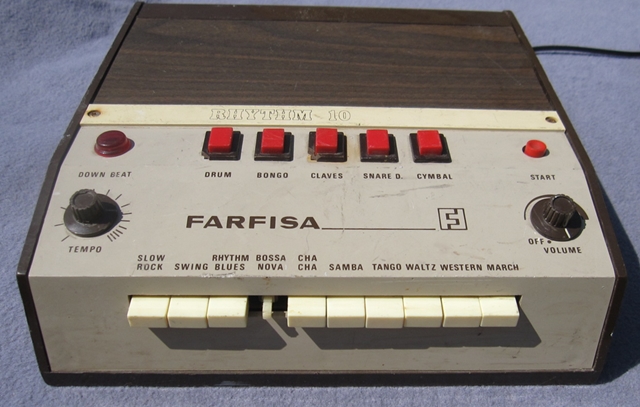 RHYTHM 10
DOWN BEAT
DRUM BONGO CLAVES SNARE D. CYMBAL
START
FARFISA
TEMPO
OFF
VOLUME
SLOW RHYTHM BOSSA CHA
ROCK SWING BLUES NOVA CHA SAMBA TANGO WALTZ WESTERN MARCH